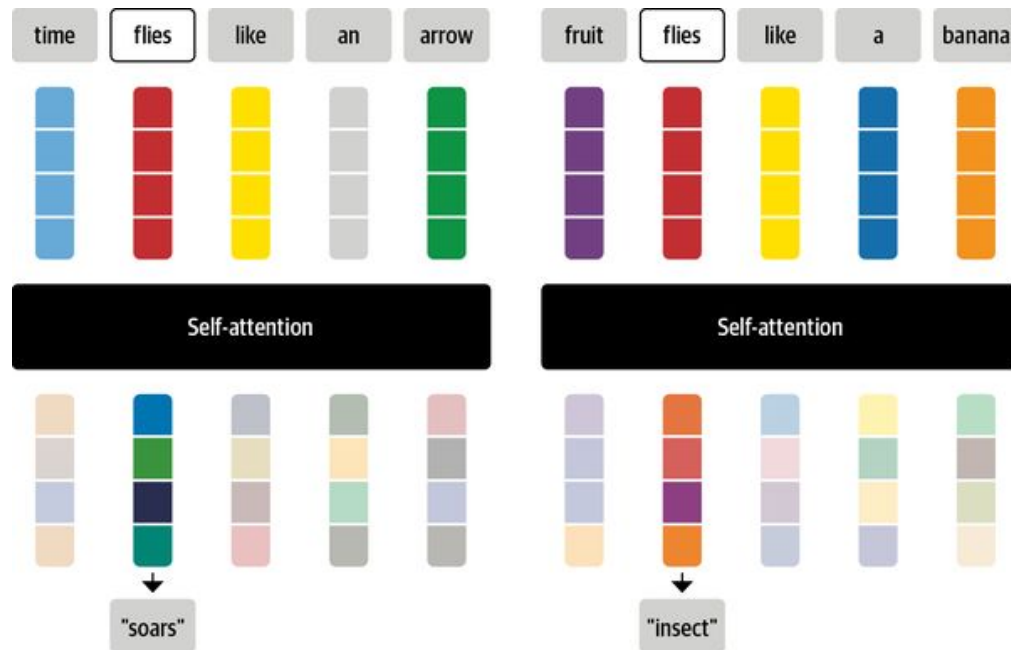 time flies like an arrow
fruit flies like a banana
Self-attention
Self-attention
"soars"
"insect"